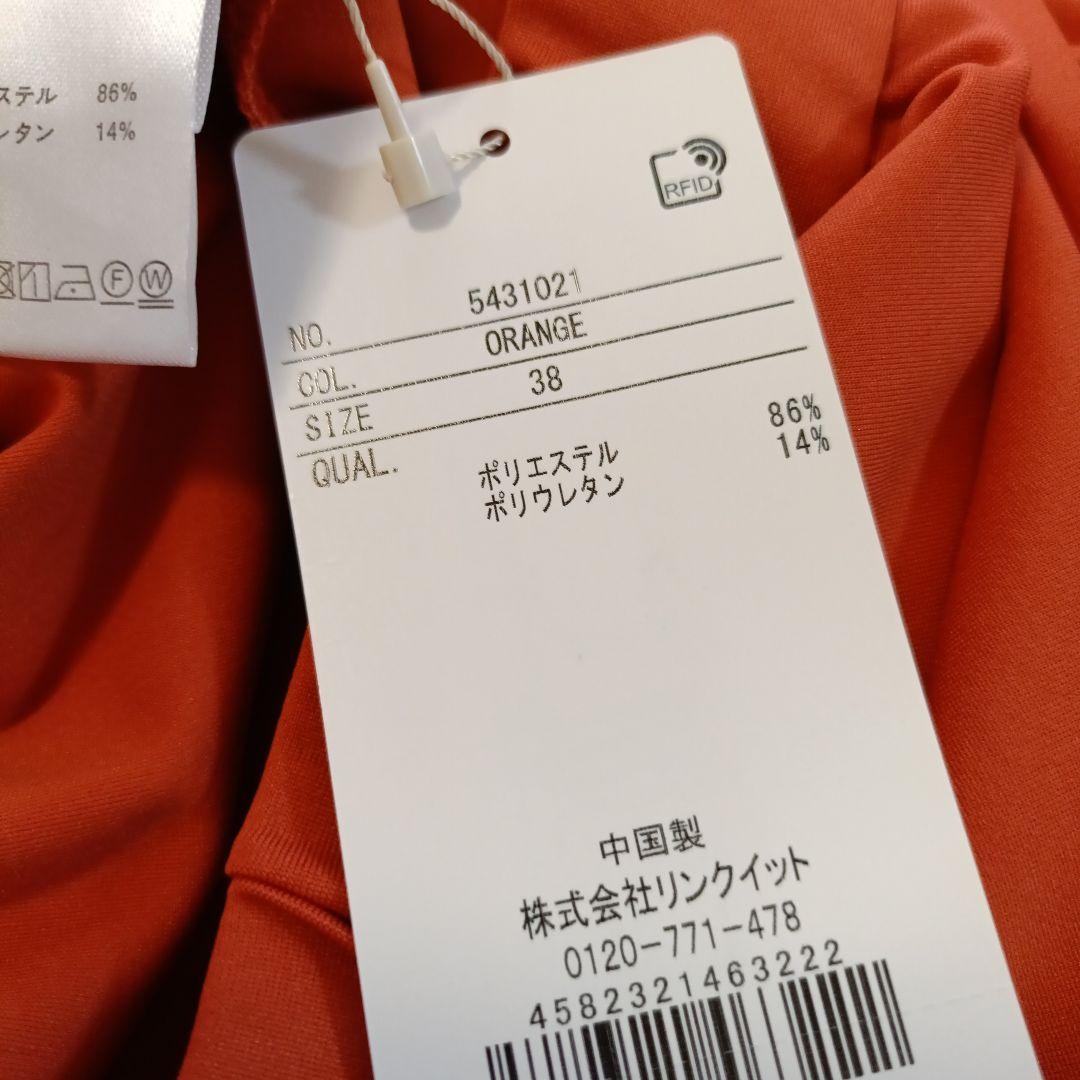 ステル 86%
タン 14%
F W
RFID
NO. 5431021
COL. ORANGE
SIZE 38
QUAL. ポリエステル 86%
ポリウレタン 14%
中国製
株式会社リンクイット
0120-771-478
4582321463222